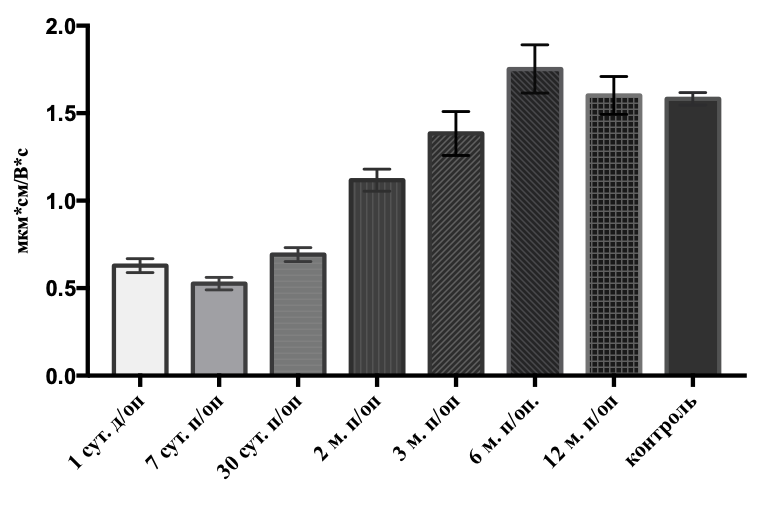 мкм*см/В*с
2.0
1.5
1.0
0.5
0.0
1 сут. д/оп
7 сут. п/оп
30 сут. п/оп
2 м. п/оп
3 м. п/оп
6 м. п/оп.
12 м. п/оп
контроль